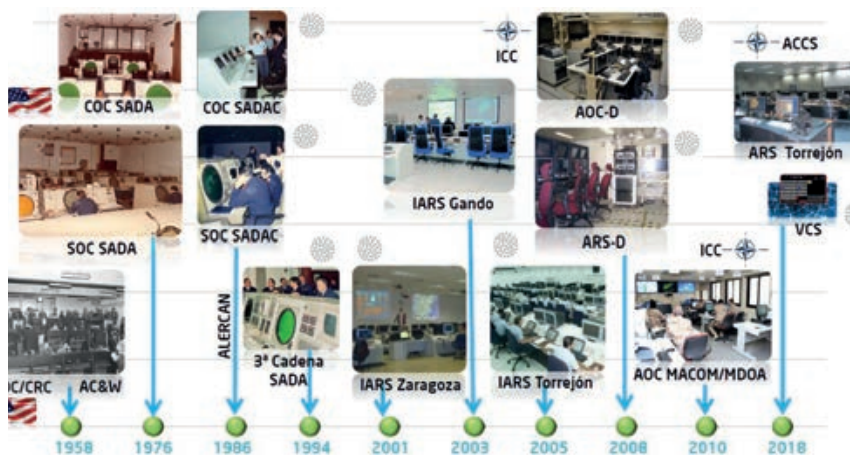 ICC
ACCS
COC SADA
COC SADAC
AOC-D
ARS Torrejón
IARS Gando
SOC SADA
SOC SADAC
ARS-D
VCS
ICC
ALERCAN
OC/CRC AC&W
3ª Cadena
SADA
IARS Zaragoza
IARS Torrejón
AOC MACOM/MDOA
1958
1976
1986
1994
2001
2003
2005
2008
2010
2018